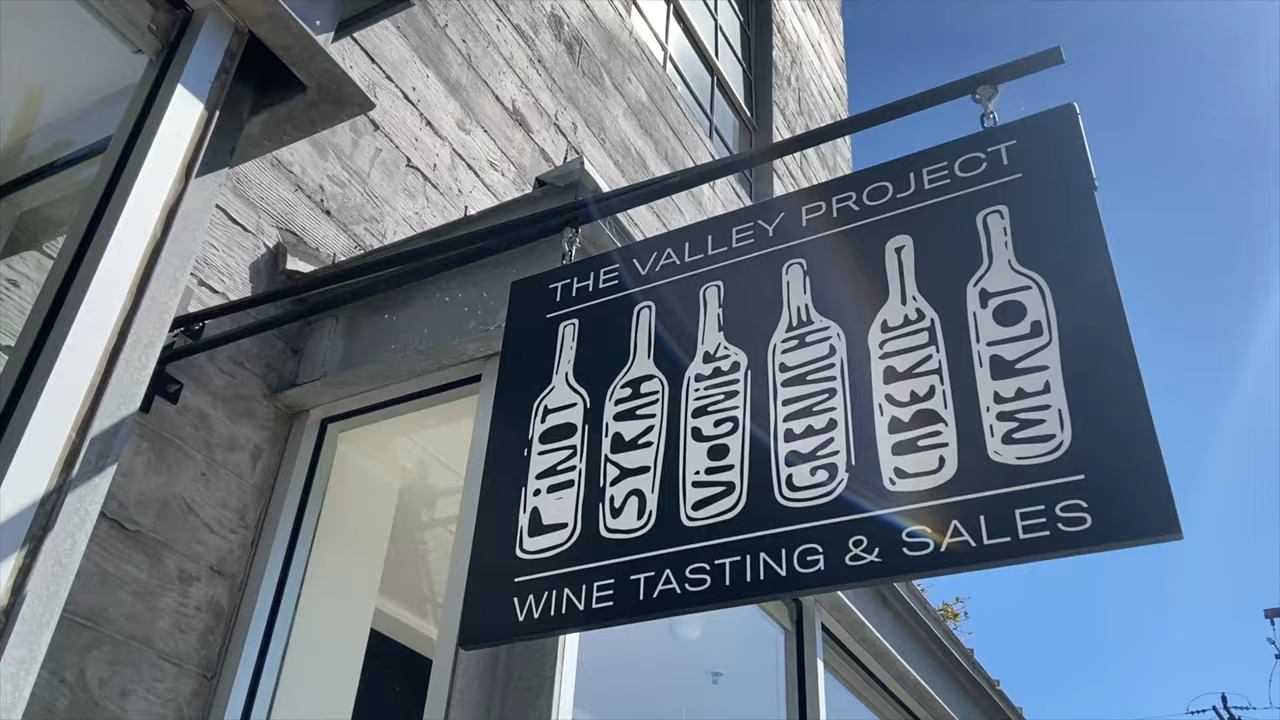 THE VALLEY PROJECT
PINOT
SYRAH
VIOGNIER
GRENACHE
CABERNET
MERLOT
WINE TASTING & SALES